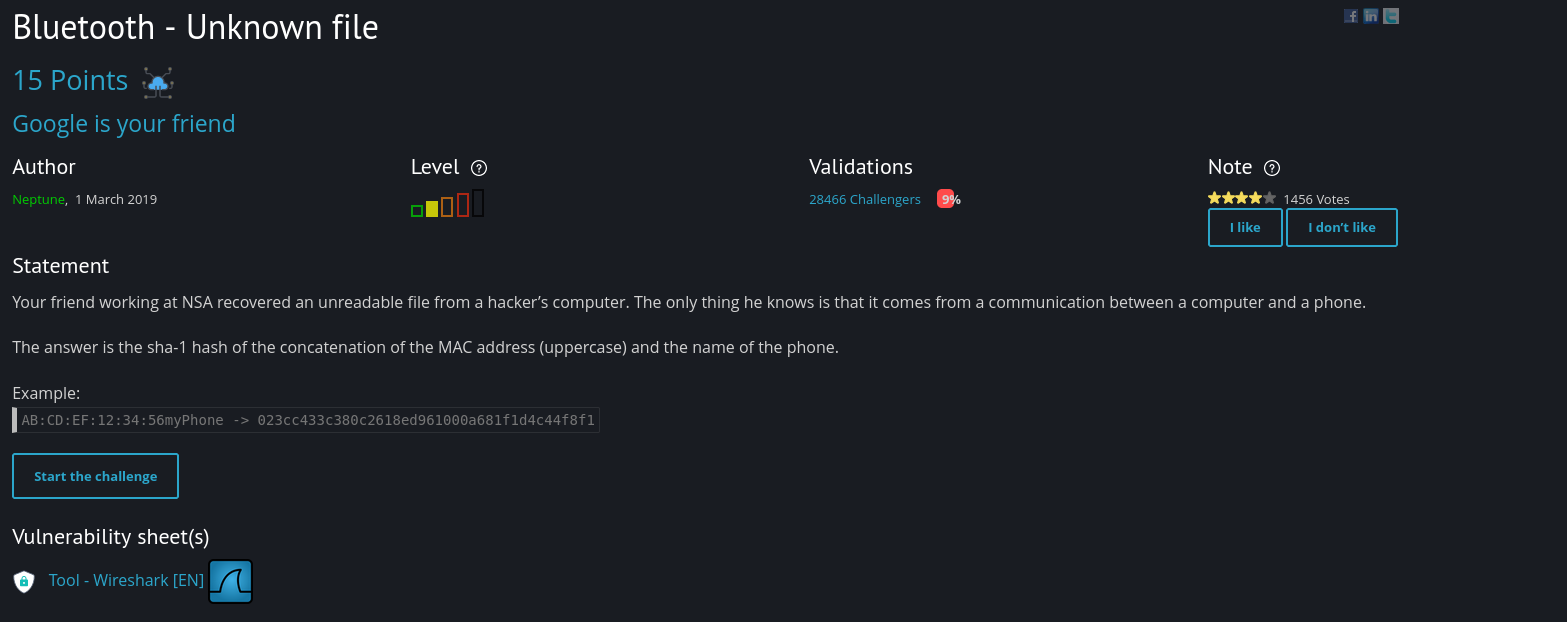 Bluetooth - Unknown file
15 Points
Google is your friend
Author
Neptune, 1 March 2019
Level ?
Validations
28466 Challengers 9%
Note ?
1456 Votes
I like
I don’t like
Statement
Your friend working at NSA recovered an unreadable file from a hacker’s computer. The only thing he knows is that it comes from a communication between a computer and a phone.
The answer is the sha-1 hash of the concatenation of the MAC address (uppercase) and the name of the phone.
Example:
AB:CD:EF:12:34:56myPhone -> 023cc433c380c2618ed961000a681f1d4c44f8f1
Start the challenge
Vulnerability sheet(s)
Tool - Wireshark [EN]